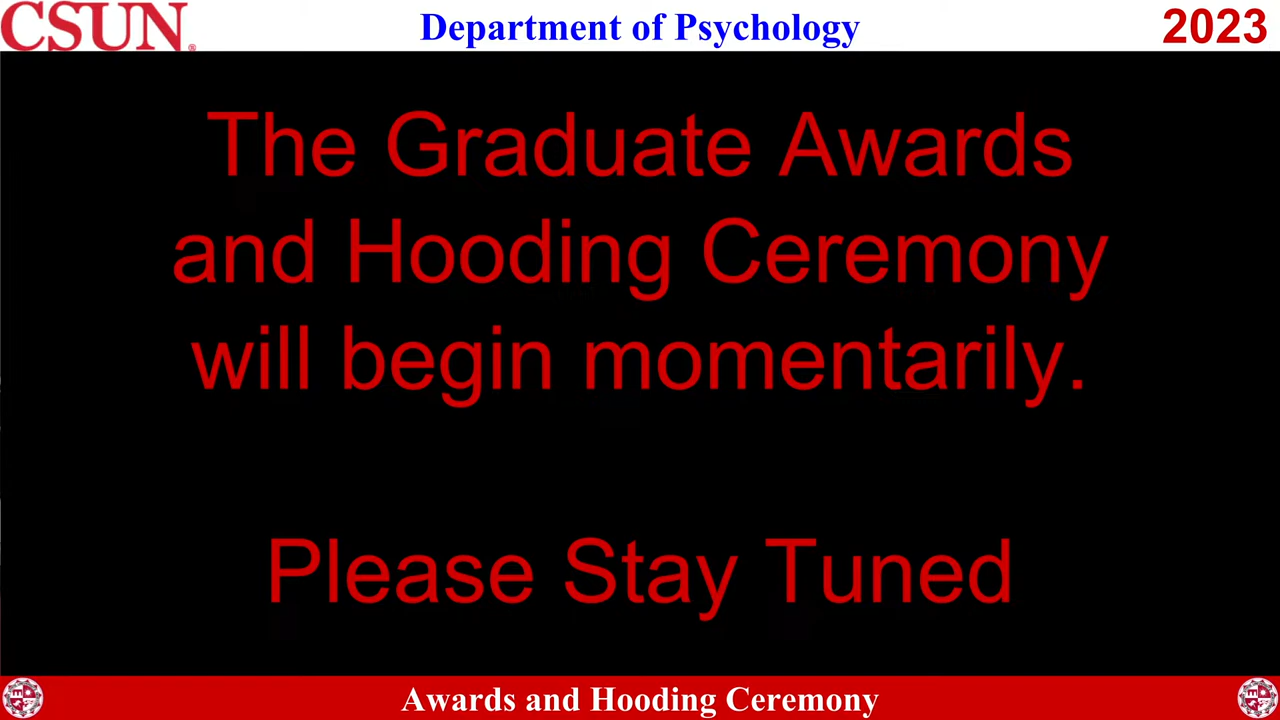 CSUN® Department of Psychology 2023
The Graduate Awards
and Hooding Ceremony
will begin momentarily.
Please Stay Tuned
Awards and Hooding Ceremony